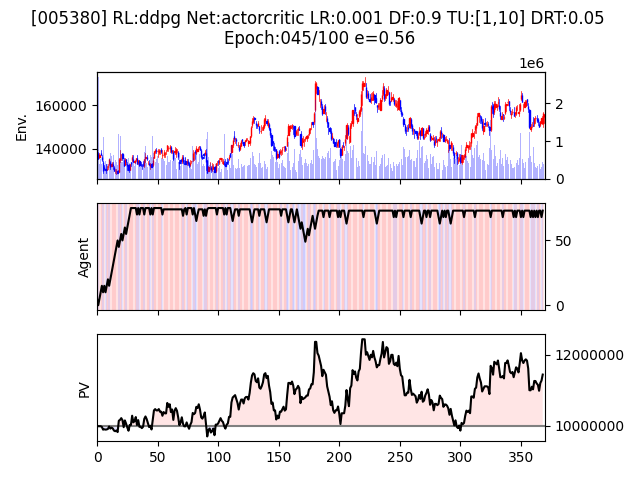 [005380] RL:ddpg Net:actorcritic LR:0.001 DF:0.9 TU:[1,10] DRT:0.05
Epoch:045/100 e=0.56
1e6
Env.
160000
140000
2
1
0
Agent
50
0
PV
12000000
10000000
0 50 100 150 200 250 300 350